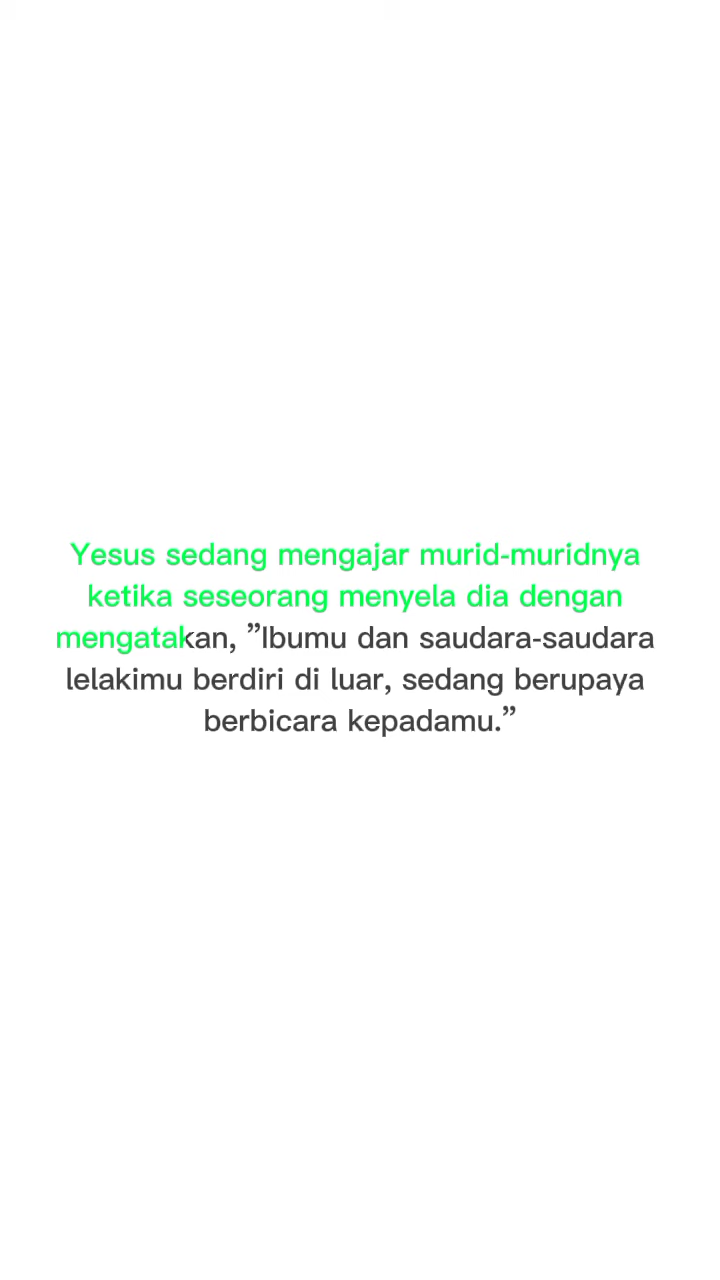 Yesus sedang mengajar murid-muridnya
ketika seseorang menyela dia dengan
mengatakan, ”Ibumu dan saudara-saudara
lelakimu berdiri di luar, sedang berupaya
berbicara kepadamu.”